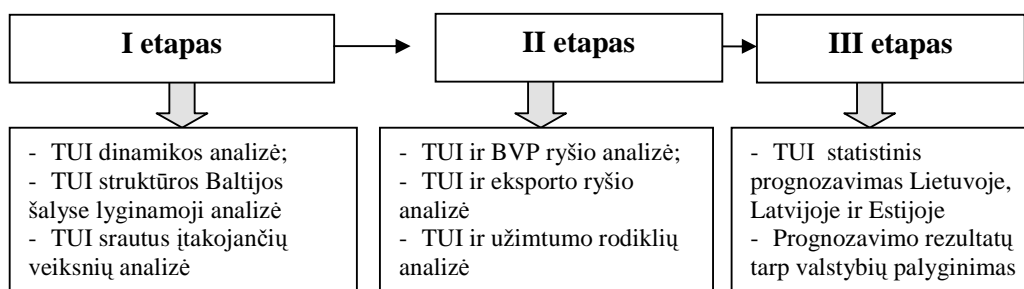 I etapas
II etapas
III etapas
- TUI dinamikos analizė;
- TUI struktūros Baltijos
šalyse lyginamoji analizė
- TUI srautus įtakojančių
veiksnių analizė
- TUI ir BVP ryšio analizė;
- TUI ir eksporto ryšio
analizė
- TUI ir užimtumo rodiklių
analizė
- TUI statistinis
prognozavimas Lietuvoje,
Latvijoje ir Estijoje
- Prognozavimo rezultatų
tarp valstybių palyginimas